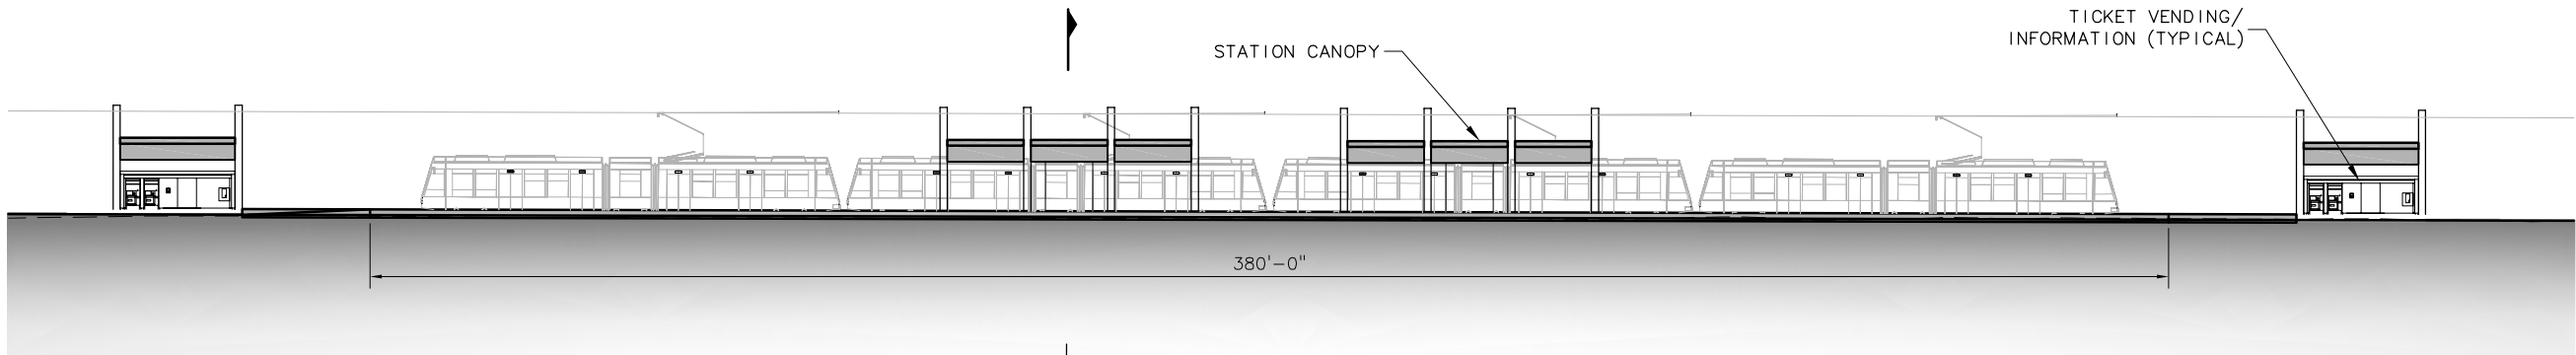 TICKET VENDING/
INFORMATION (TYPICAL)
STATION CANOPY
380'-0"